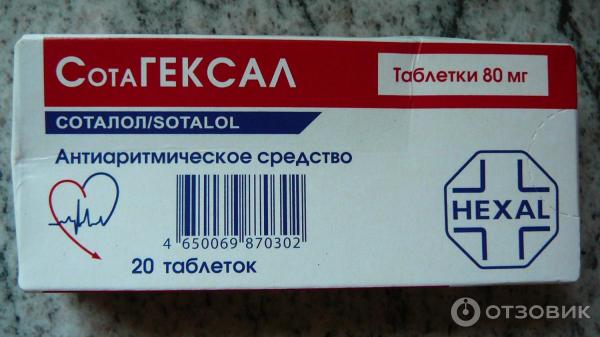 СотаГЕКСАЛ
Таблетки 80 мг
СОТАЛОЛ/SOTALOL
Антиаритмическое средство
HEXAL
4 650069 870302
20 таблеток
ОТЗОВИК